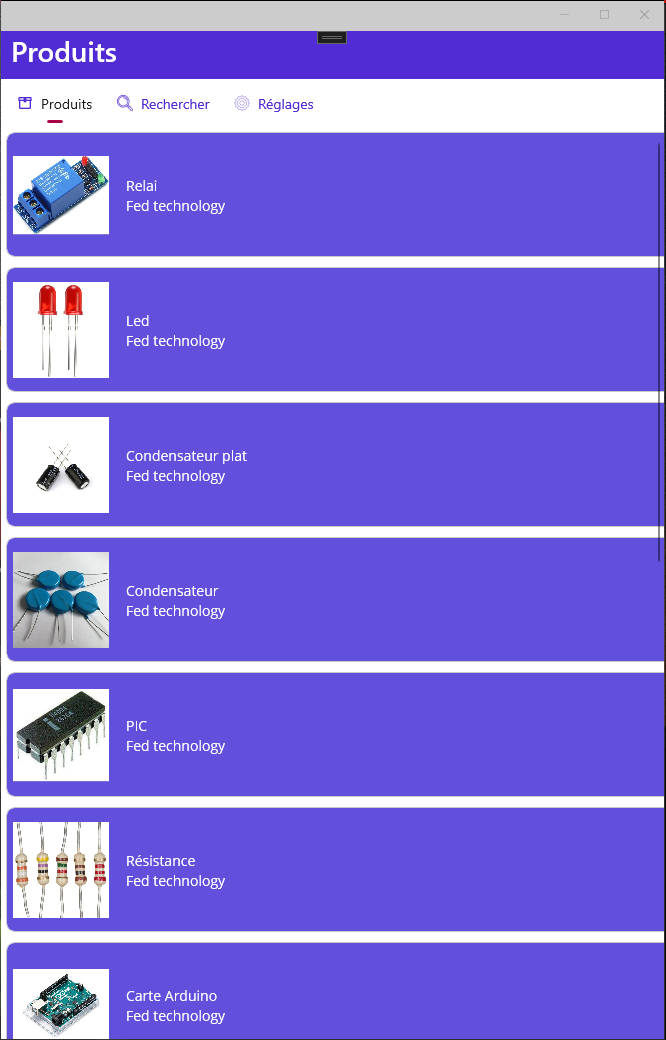 Produits
Produits
Rechercher
Réglages
Relai
Fed technology
Led
Fed technology
Condensateur plat
Fed technology
Condensateur
Fed technology
PIC
Fed technology
Résistance
Fed technology
Carte Arduino
Fed technology